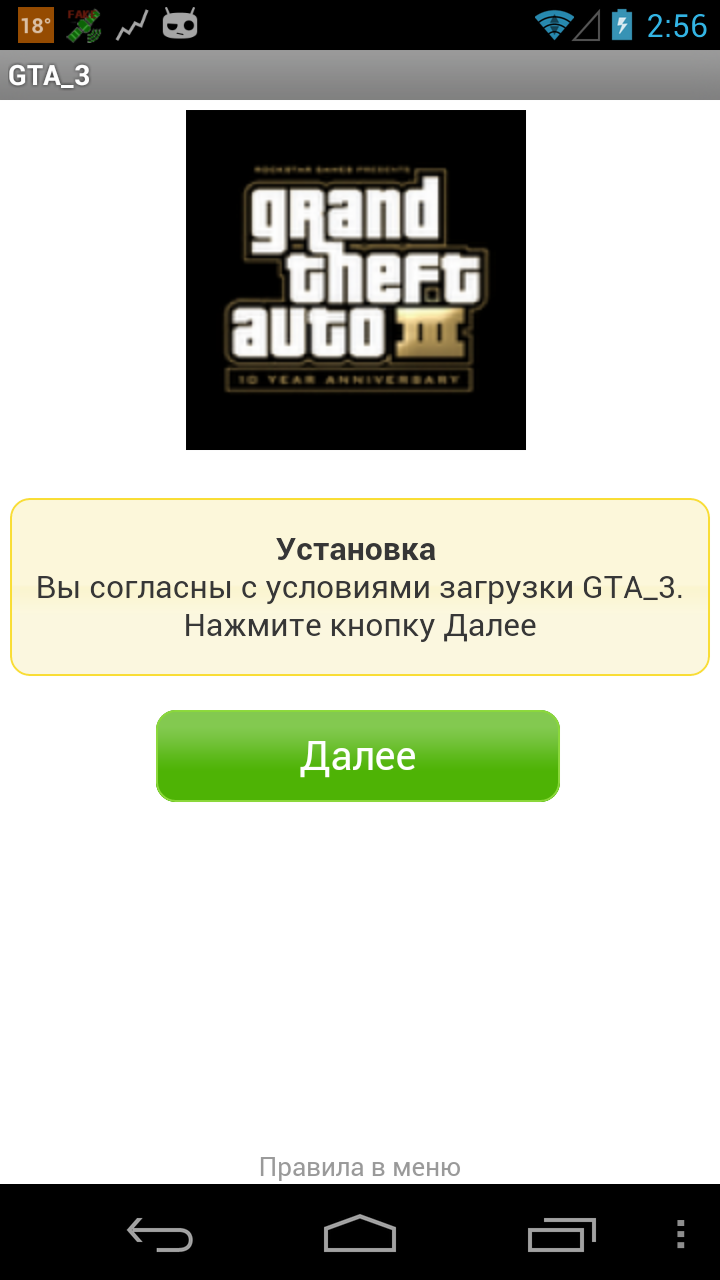 18°
FAKE
2:56
GTA_3
ROCKSTAR GAMES PRESENTS
grand
theft
auto III
10 YEAR ANNIVERSARY
Установка
Вы согласны с условиями загрузки GTA_3.
Нажмите кнопку Далее
Далее
Правила в меню